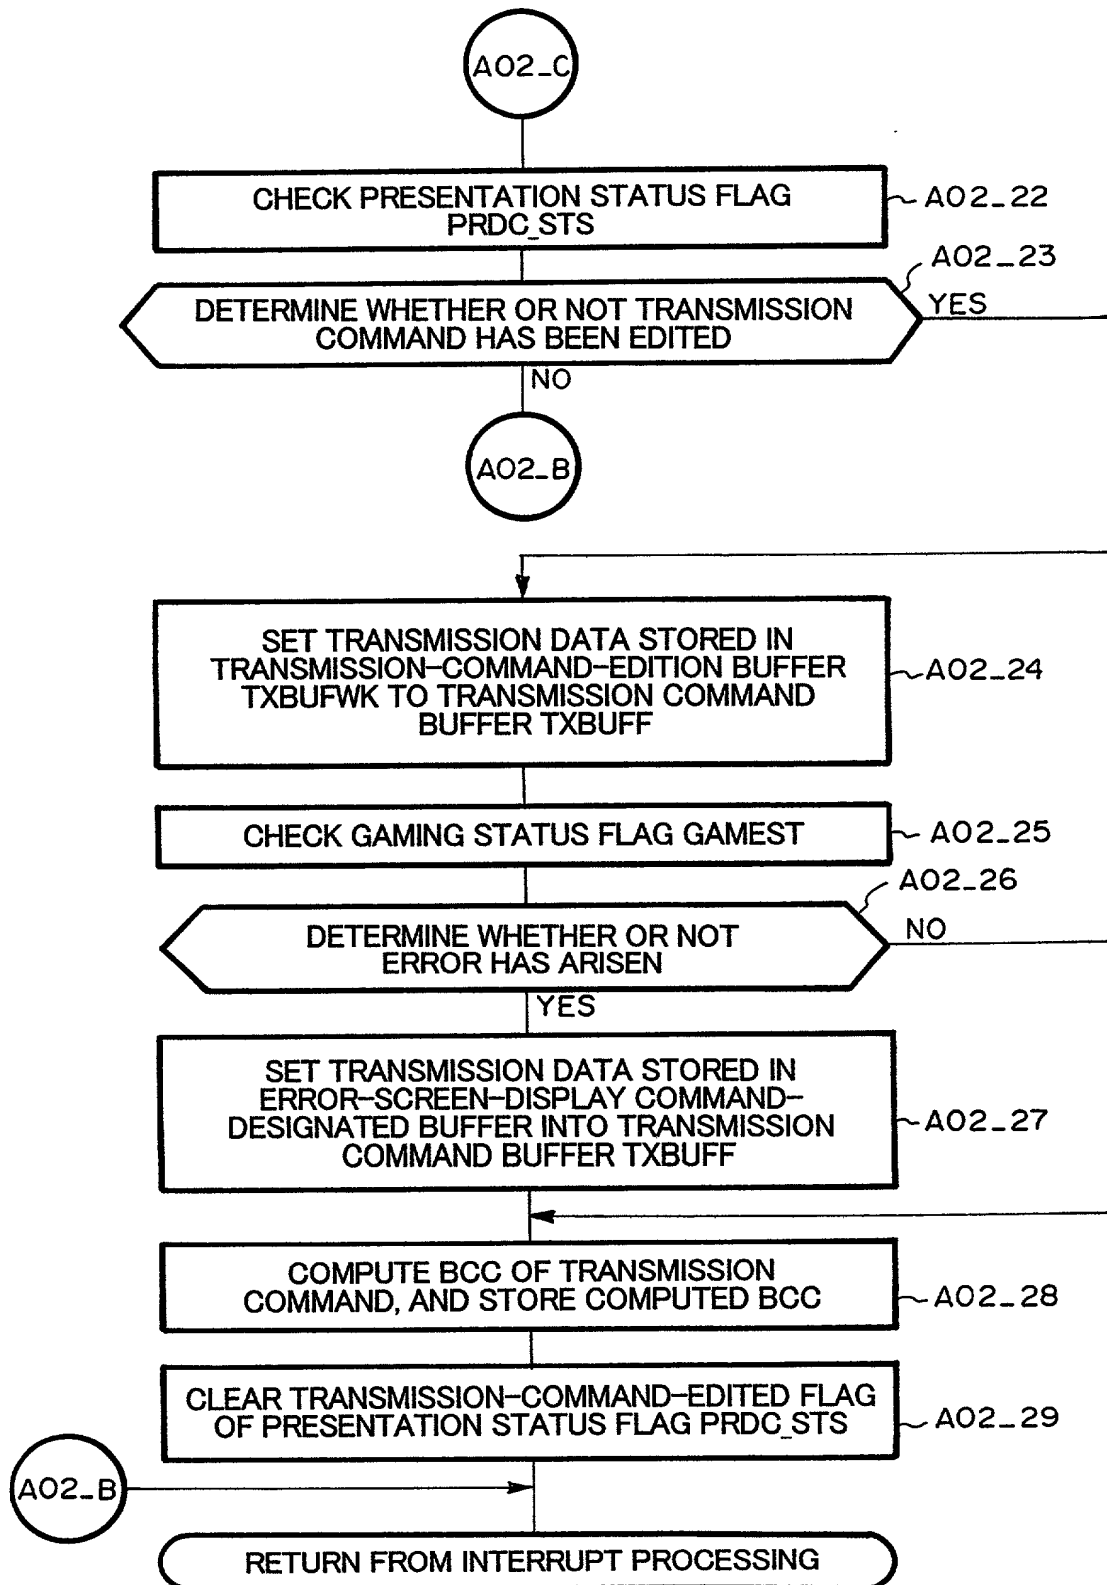 A02_C
CHECK PRESENTATION STATUS FLAG
PRDC_STS
A02_22
A02_23
DETERMINE WHETHER OR NOT TRANSMISSION
COMMAND HAS BEEN EDITED
YES
NO
A02_B
SET TRANSMISSION DATA STORED IN
TRANSMISSION-COMMAND-EDITION BUFFER
TXBUFWK TO TRANSMISSION COMMAND
BUFFER TXBUFF
A02_24
CHECK GAMING STATUS FLAG GAMEST
A02_25
A02_26
DETERMINE WHETHER OR NOT
ERROR HAS ARISEN
NO
YES
SET TRANSMISSION DATA STORED IN
ERROR-SCREEN-DISPLAY COMMAND-
DESIGNATED BUFFER INTO TRANSMISSION
COMMAND BUFFER TXBUFF
A02_27
COMPUTE BCC OF TRANSMISSION
COMMAND, AND STORE COMPUTED BCC
A02_28
CLEAR TRANSMISSION-COMMAND-EDITED FLAG
OF PRESENTATION STATUS FLAG PRDC_STS
A02_29
A02_B
RETURN FROM INTERRUPT PROCESSING